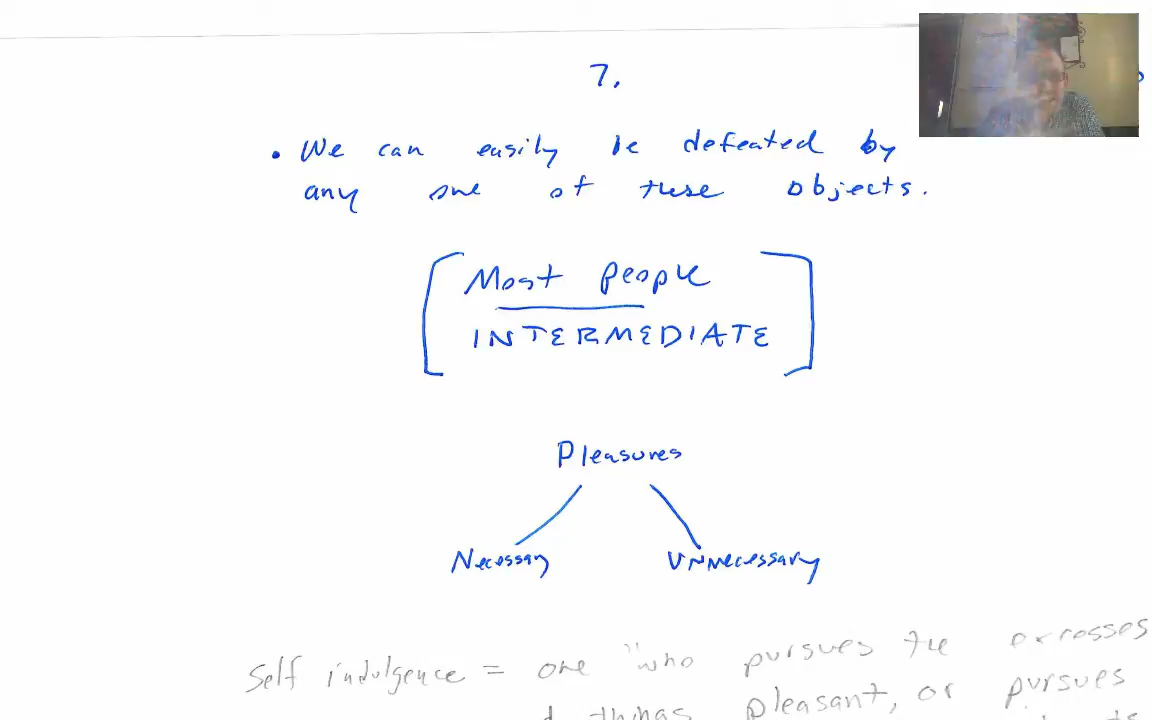 7.
• We can easily be defeated by
any one of these objects.
Most people
INTERMEDIATE
Pleasures
Necessary Unnecessary
Self indulgence = one "who pursues the excesses
things pleasant, or pursues